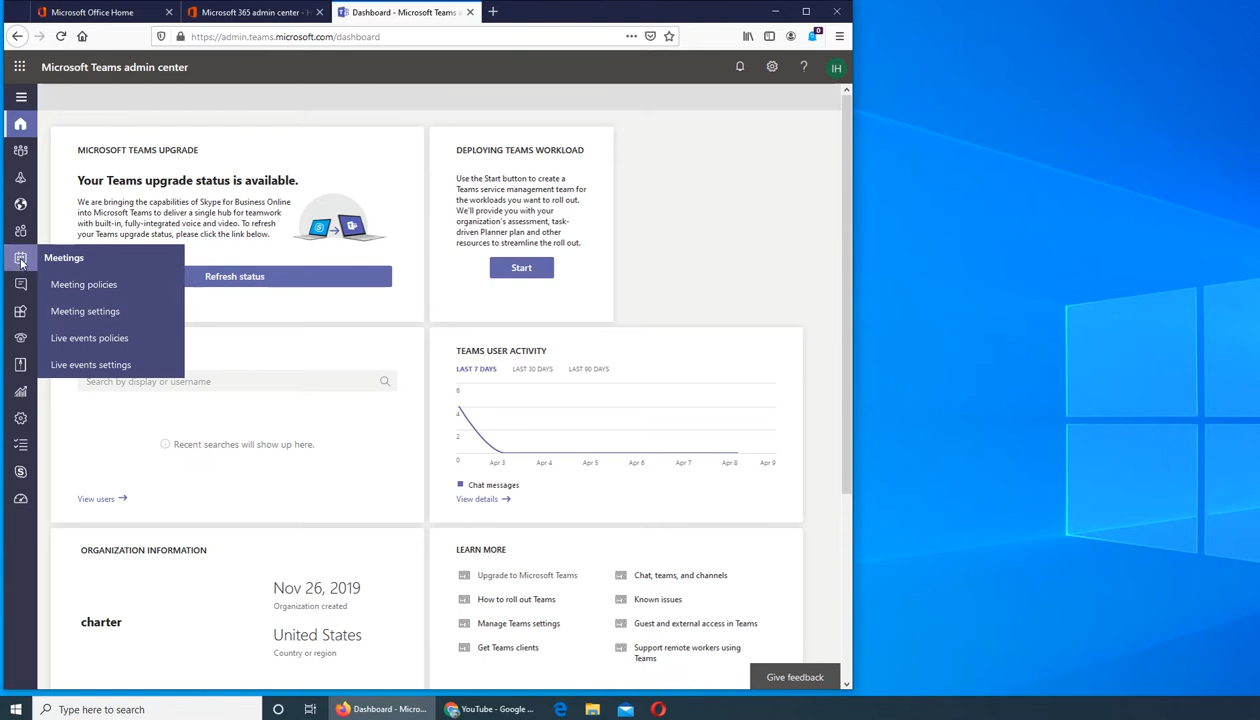 Microsoft Office Home
Microsoft 365 admin center - H
Dashboard - Microsoft Teams a
https://admin.teams.microsoft.com/dashboard
0
Microsoft Teams admin center
IH
MICROSOFT TEAMS UPGRADE
Your Teams upgrade status is available.
We are bringing the capabilities of Skype for Business Online
into Microsoft Teams to deliver a single hub for teamwork
with built-in, fully-integrated voice and video. To refresh
your Teams upgrade status, please click the link below.
Refresh status
DEPLOYING TEAMS WORKLOAD
Use the Start button to create a
Teams service management team for
the workloads you want to roll out.
We'll provide you with your
organization's assessment, task-
driven Planner plan and other
resources to streamline the roll out.
Start
Meetings
Meeting policies
Meeting settings
Live events policies
Live events settings
Search by display or username
Recent searches will show up here.
View users
TEAMS USER ACTIVITY
LAST 7 DAYS
LAST 30 DAYS
LAST 90 DAYS
6
4
2
0
Apr 3
Apr 4
Apr 5
Apr 6
Apr 7
Apr 8
Apr 9
Chat messages
View details
ORGANIZATION INFORMATION
charter
Nov 26, 2019
Organization created
United States
Country or region
LEARN MORE
Upgrade to Microsoft Teams
How to roll out Teams
Manage Teams settings
Get Teams clients
Chat, teams, and channels
Known issues
Guest and external access in Teams
Support remote workers using
Teams
Give feedback
Type here to search
Dashboard - Micro...
YouTube - Google ...